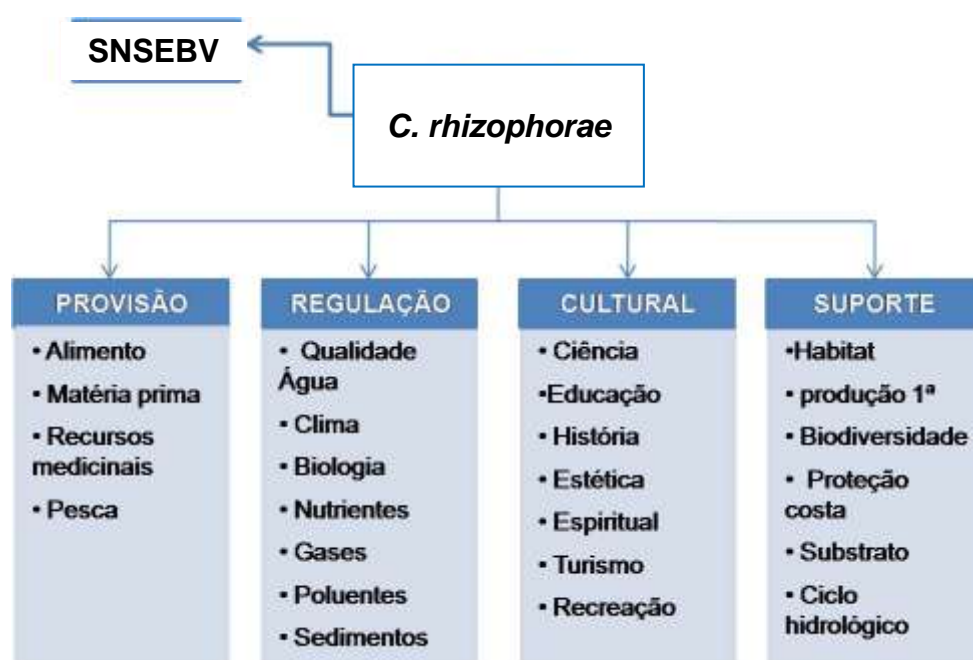 SNSEBV
C. rhizophorae
PROVISÃO
• Alimento
• Matéria prima
• Recursos
medicinais
• Pesca
REGULAÇÃO
• Qualidade
Água
• Clima
• Biologia
• Nutrientes
• Gases
• Poluentes
• Sedimentos
CULTURAL
• Ciência
•Educação
• História
• Estética
• Espiritual
• Turismo
• Recreação
SUPORTE
•Habitat
• produção 1ª
• Biodiversidade
• Proteção
costa
• Substrato
• Ciclo
hidrológico